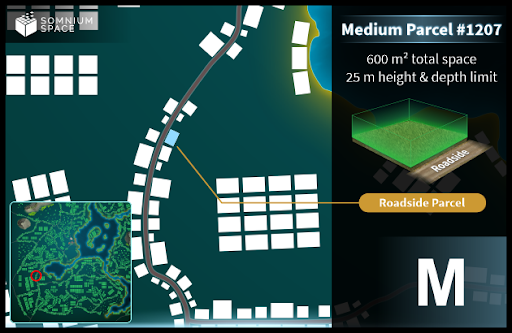 SOMNIUM
SPACE
Medium Parcel #1207
600 m² total space
25 m height & depth limit
Roadside
Roadside Parcel
M